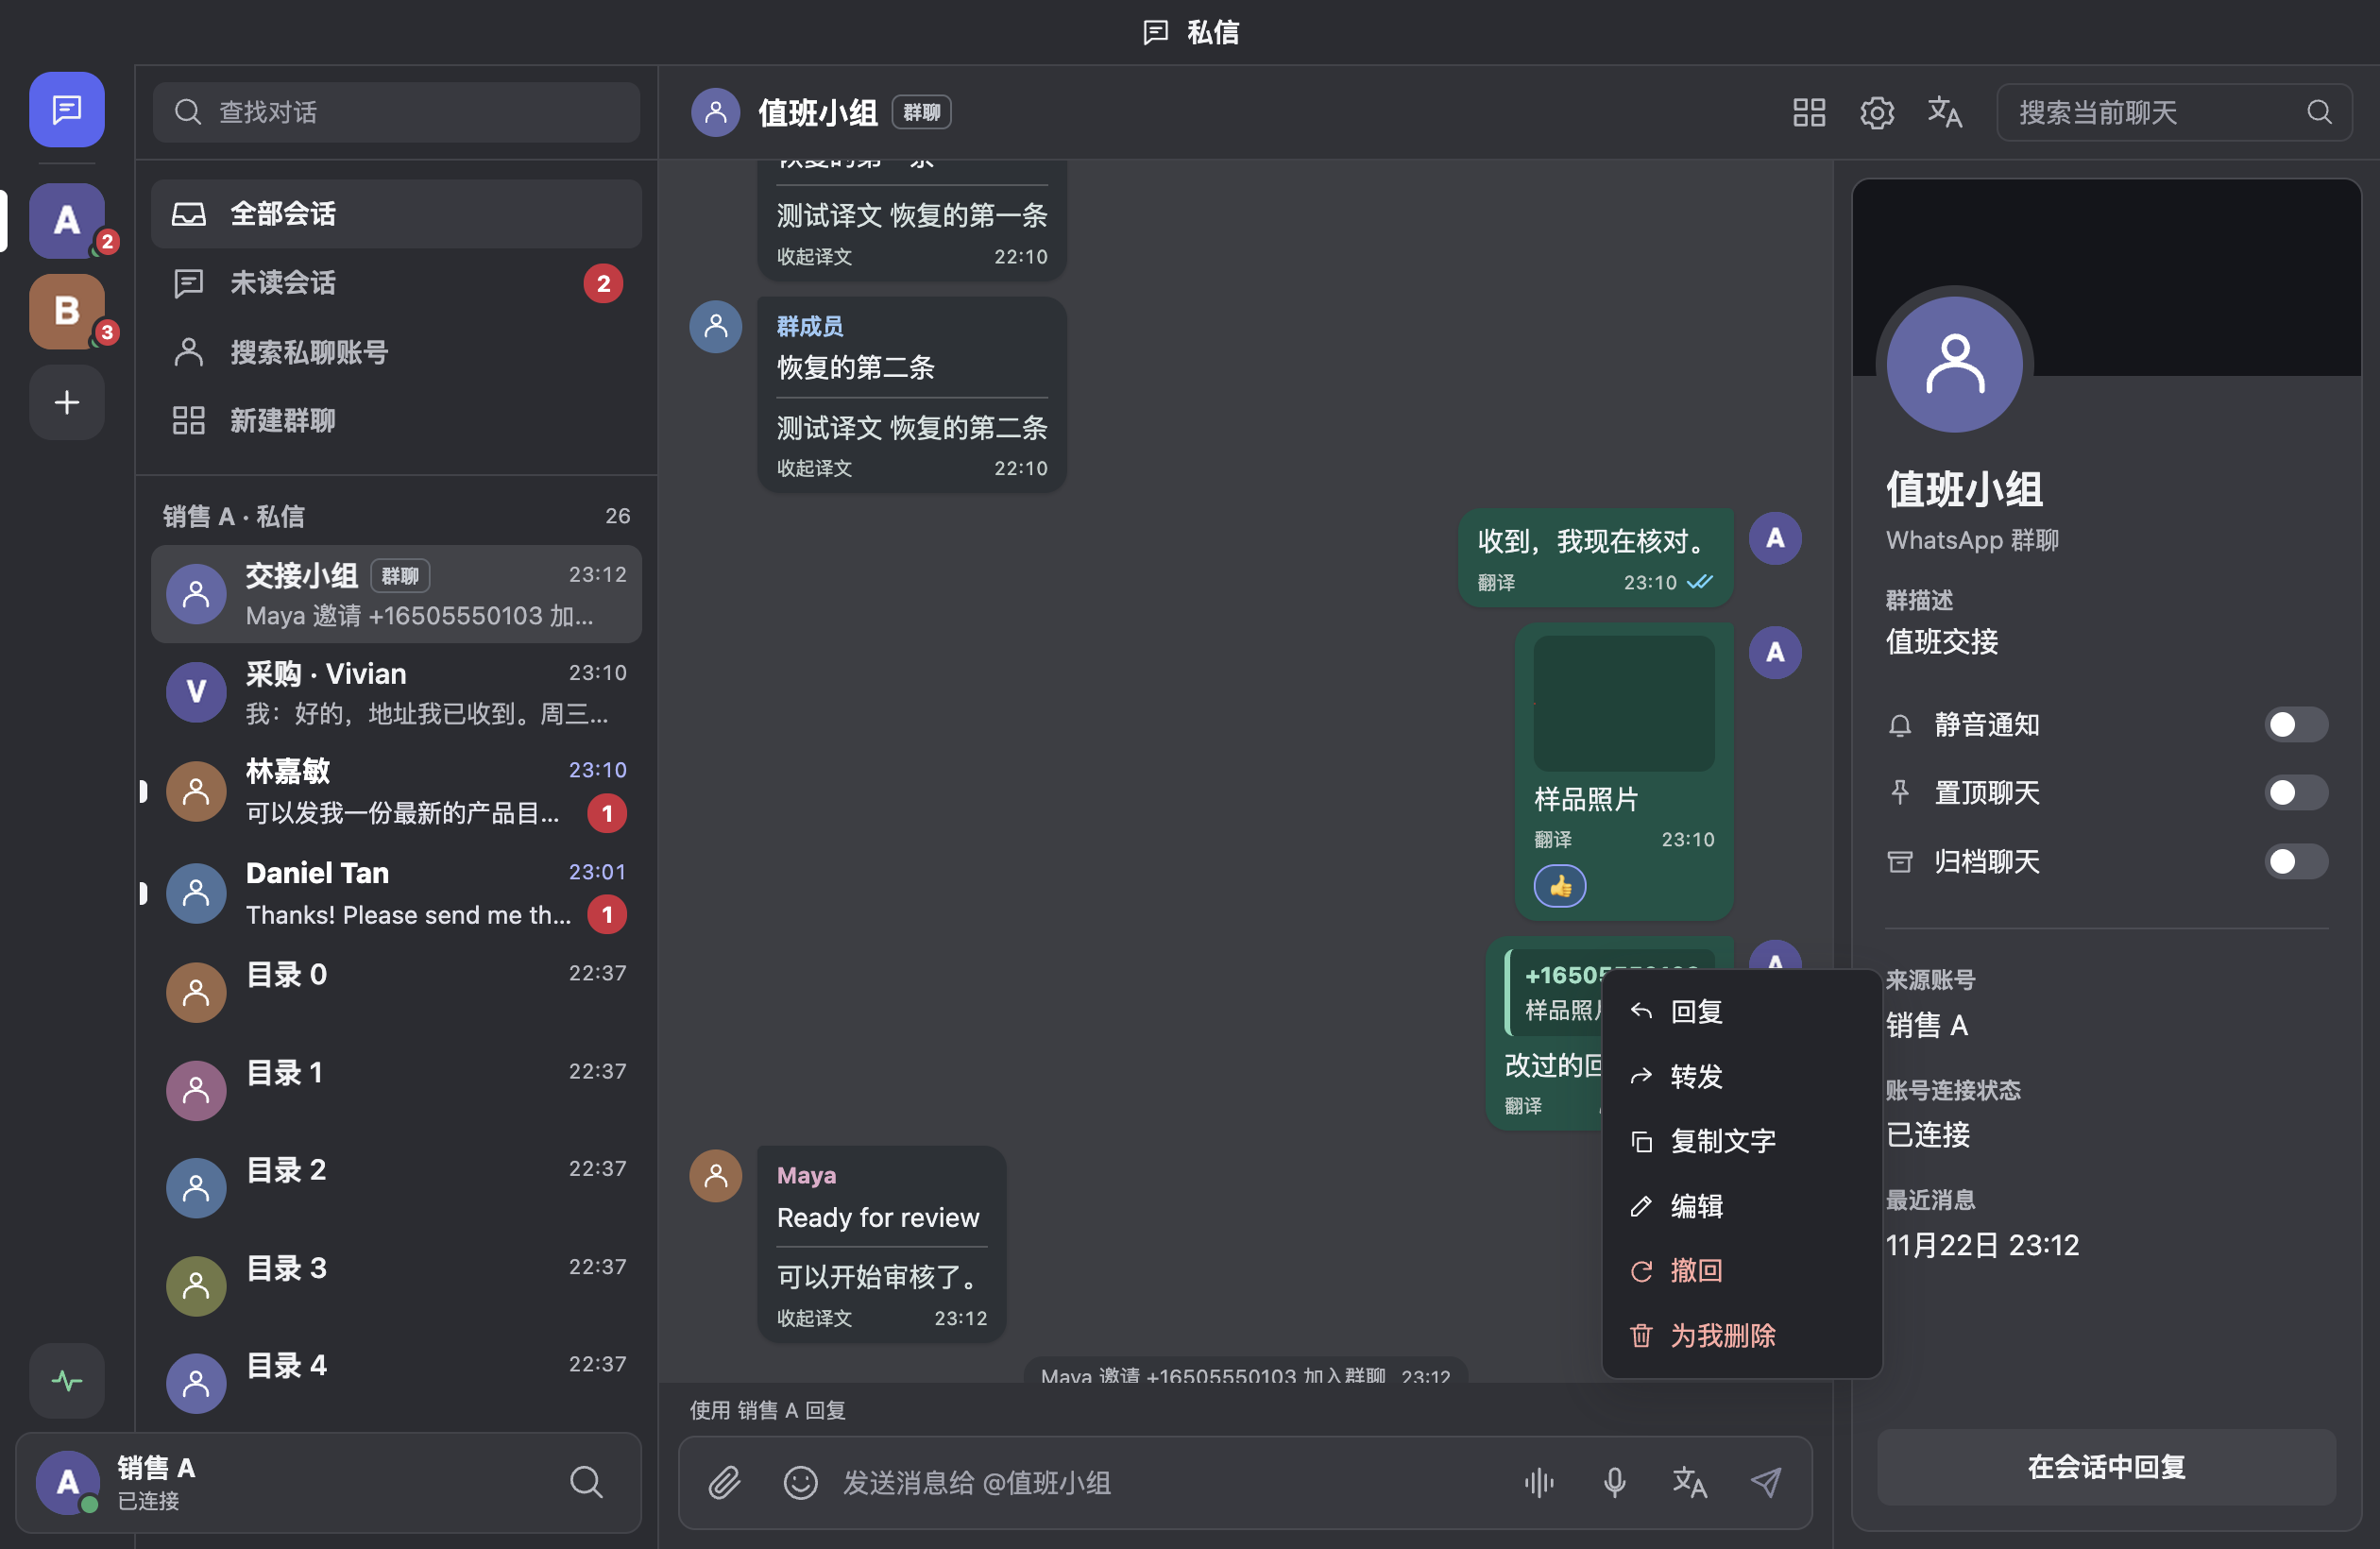 私信
查找对话
A
2
B
3
全部会话
未读会话
2
搜索私聊账号
新建群聊
销售 A · 私信
26
交接小组
群聊
23:12
Maya 邀请 +16505550103 加...
V
采购 · Vivian
23:10
我：好的，地址我已收到。周三...
林嘉敏
23:10
可以发我一份最新的产品目...
1
Daniel Tan
23:01
Thanks! Please send me th...
1
目录 0
22:37
目录 1
22:37
目录 2
22:37
目录 3
22:37
目录 4
22:37
A
销售 A
已连接
值班小组
群聊
搜索当前聊天
测试译文 恢复的第一条
收起译文
22:10
群成员
恢复的第二条
测试译文 恢复的第二条
收起译文
22:10
收到，我现在核对。
翻译
23:10
A
样品照片
翻译
23:10
A
样品照
改过的
翻译
Maya
Ready for review
可以开始审核了。
收起译文
23:12
Maya 邀请 +16505550103 加入群聊 23:12
回复
转发
复制文字
编辑
撤回
为我删除
使用 销售 A 回复
发送消息给 @值班小组
值班小组
WhatsApp 群聊
群描述
值班交接
静音通知
置顶聊天
归档聊天
来源账号
销售 A
账号连接状态
已连接
最近消息
11月22日 23:12
在会话中回复